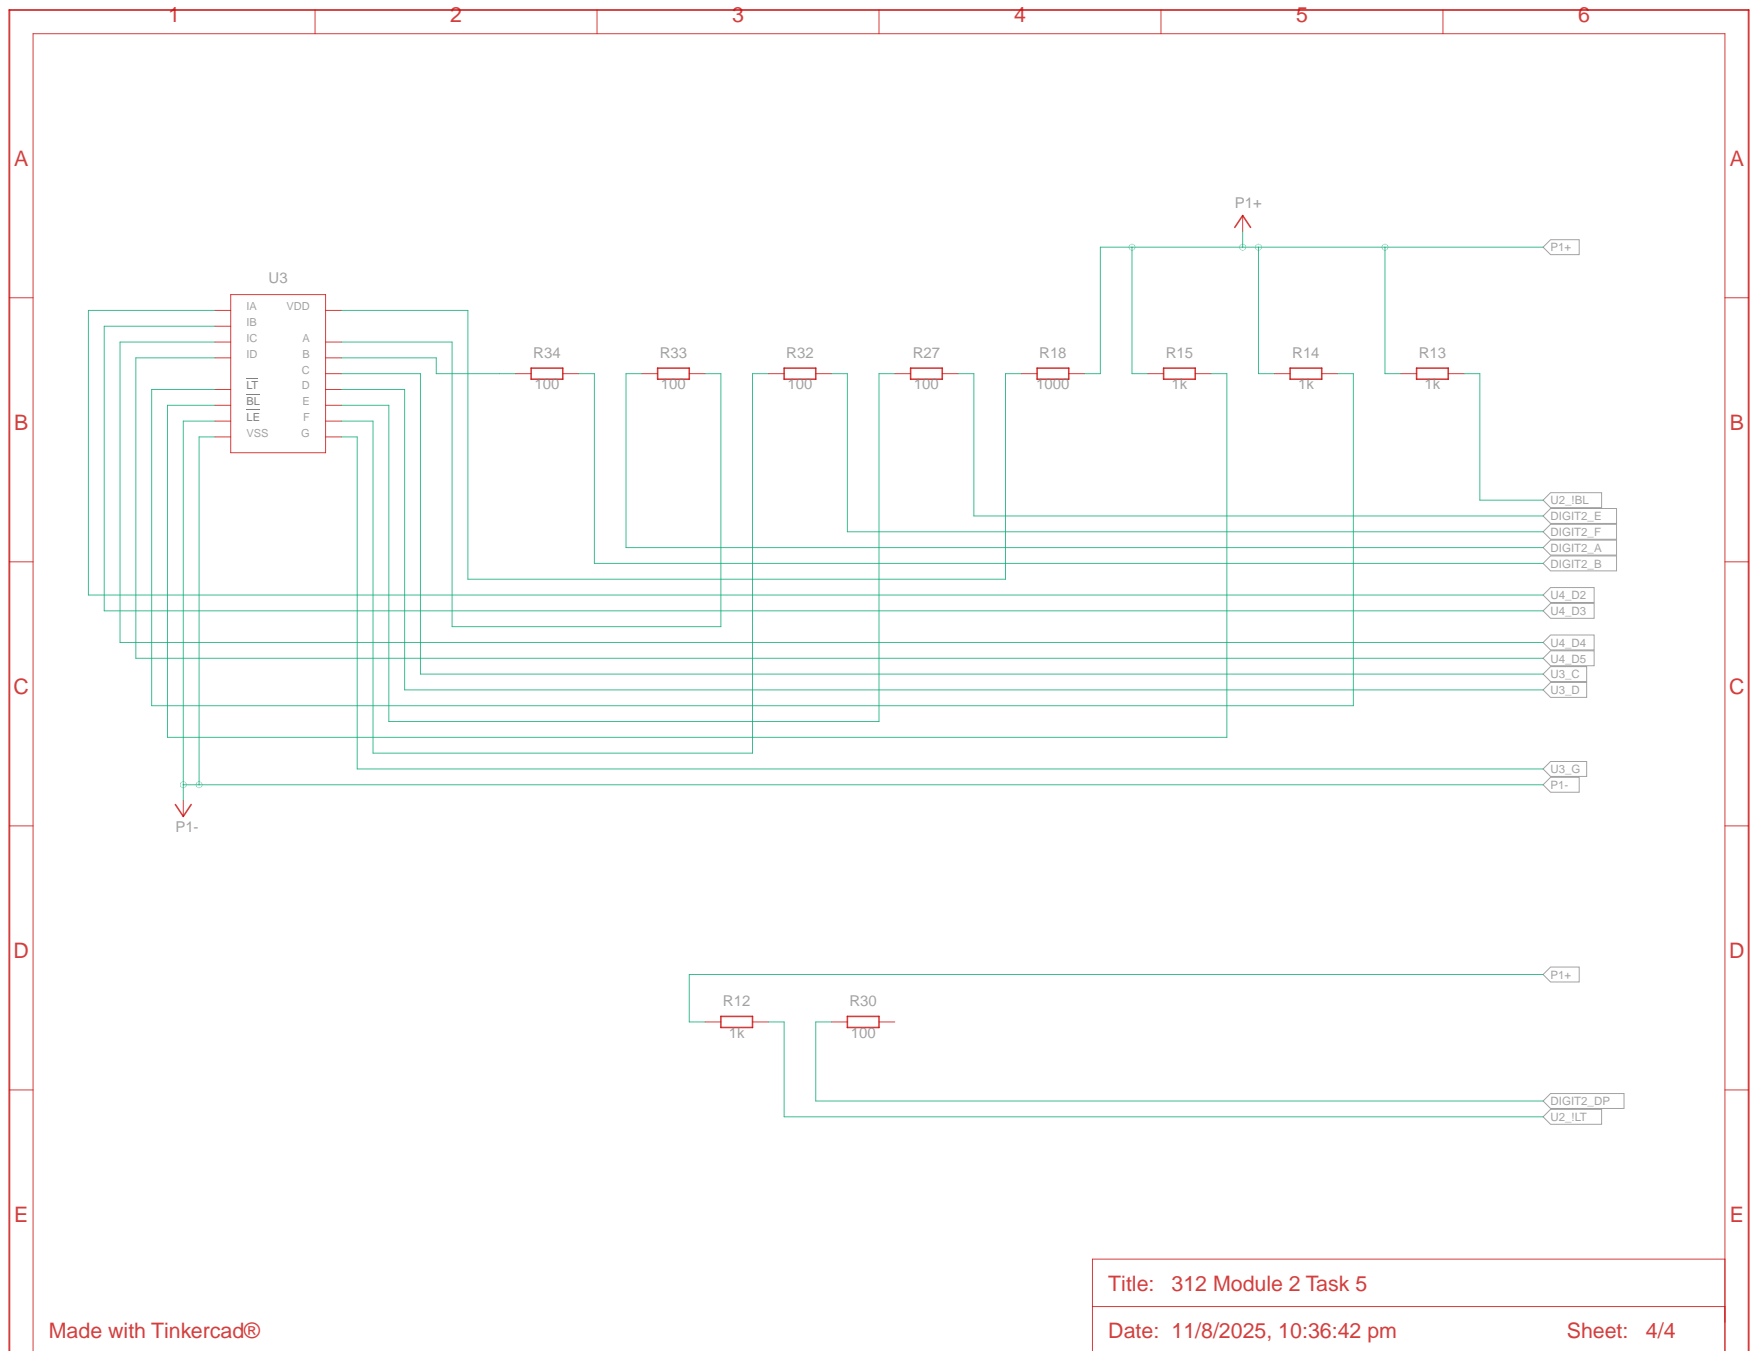 1 2 3 4 5 6
A A
P1+
P1+
U3
IA VDD
IB
IC A
ID B
C
LT D
BL E
LE F
VSS G
R34 R33 R32 R27 R18 R15 R14 R13
100 100 100 100 1000 1k 1k 1k
B B
U2_!BL
DIGIT2_E
DIGIT2_F
DIGIT2_A
DIGIT2_B
U4_D2
U4_D3
U4_D4
U4_D5
U3_C
U3_D
C C
U3_G
P1-
P1-
D D
P1+
R12 R30
1k 100
DIGIT2_DP
U2_!LT
E E
Title: 312 Module 2 Task 5
Made with Tinkercad®
Date: 11/8/2025, 10:36:42 pm Sheet: 4/4